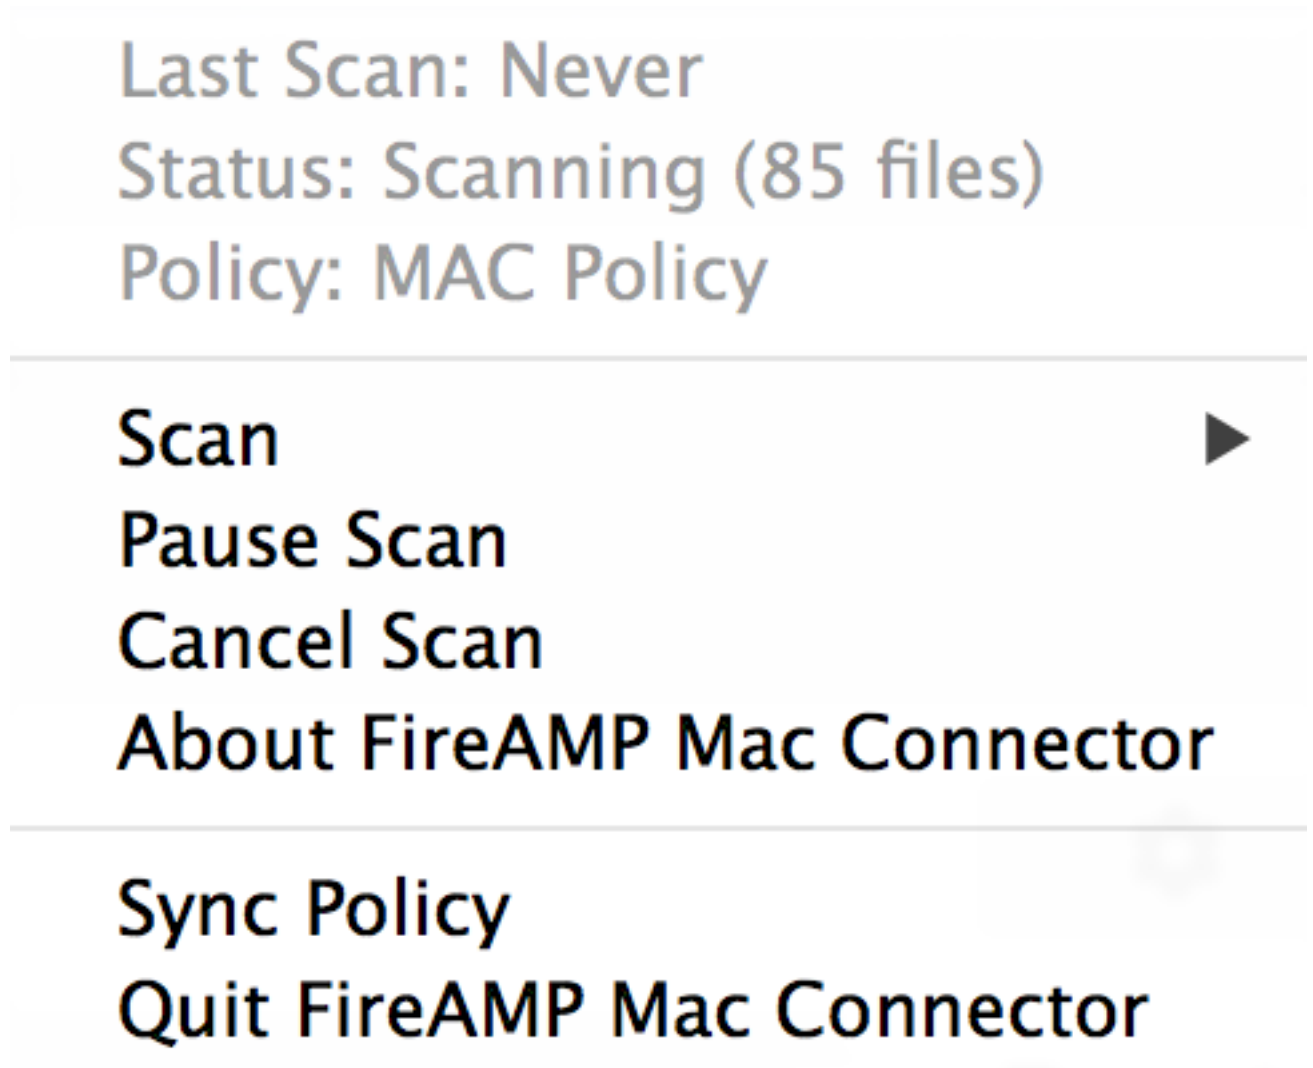 Last Scan: Never
Status: Scanning (85 files)
Policy: MAC Policy
Scan
Pause Scan
Cancel Scan
About FireAMP Mac Connector
Sync Policy
Quit FireAMP Mac Connector